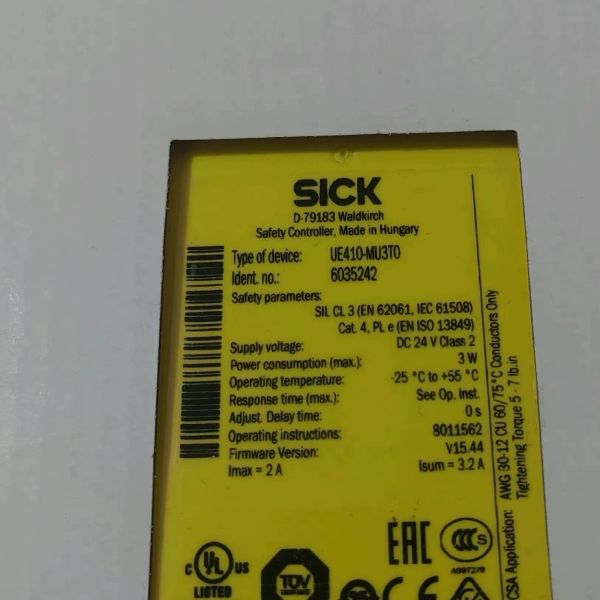 SICK
D-79183 Waldkirch
Safety Controller, Made in Hungary
Type of device: UE410-MU3T0
Ident. no.: 6035242
Safety parameters:
SIL CL 3 (EN 62061, IEC 61508)
Cat. 4, PL e (EN ISO 13849)
Supply voltage: DC 24 V Class 2
Power consumption (max.): 3 W
Operating temperature: -25 °C to +55 °C
Response time (max.): See Op. Inst.
Adjust. Delay time: 0 s
Operating instructions: 8011562
Firmware Version: V15.44
Imax = 2 A Isum = 3.2 A
CSA Application: AWG 30-12 CU 60/75°C Conductors Only
Tightening Torque 5 - 7 lb.in
EAC
CCC S
C UL US
LISTED
TÜV
CE